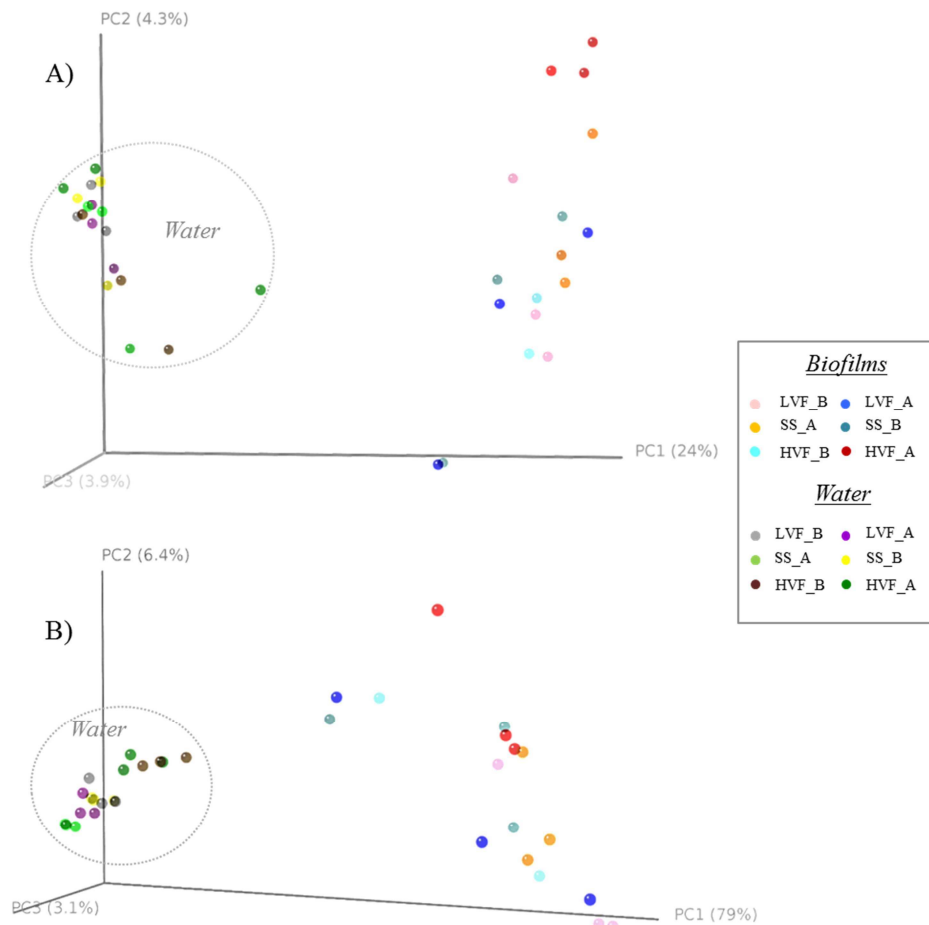 PC2 (4.3%)
A)
Water
PC1 (24%)
PC3 (3.9%)
Biofilms
LVF_B LVF_A
SS_A SS_B
HVF_B HVF_A
Water
LVF_B LVF_A
SS_A SS_B
HVF_B HVF_A
PC2 (6.4%)
B)
Water
PC3 (3.1%)
PC1 (79%)